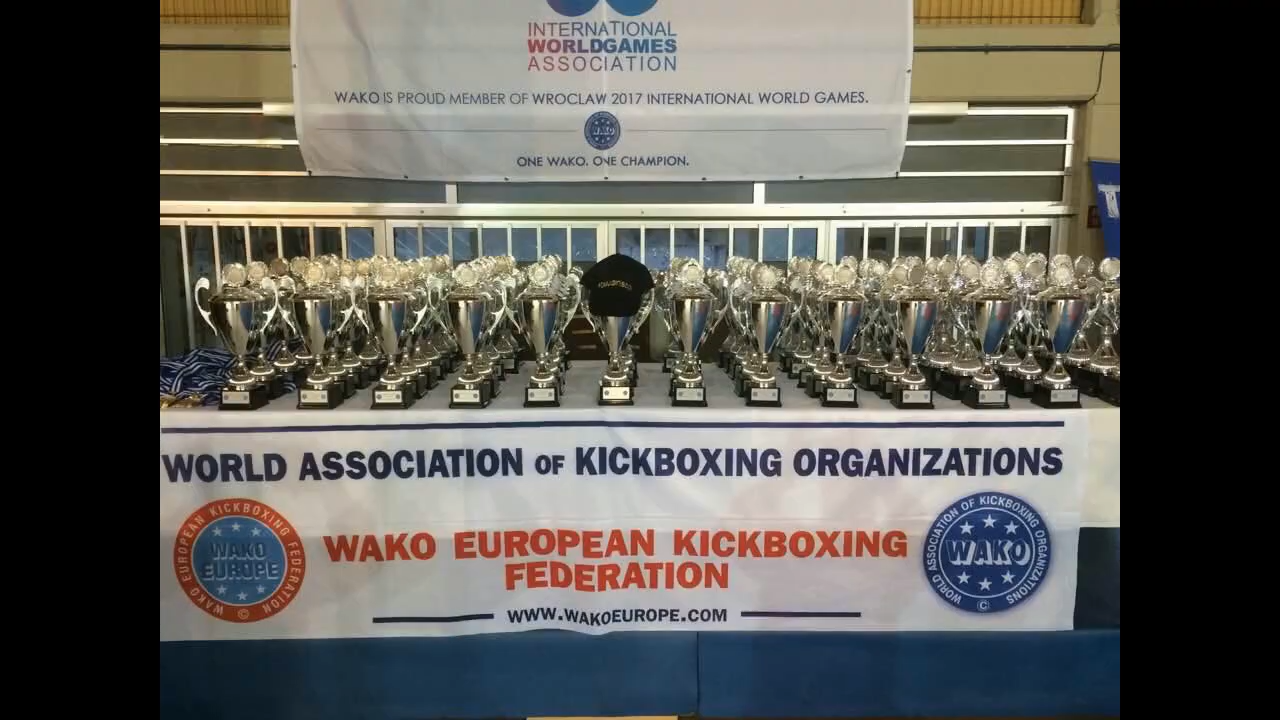 INTERNATIONAL
WORLDGAMES
ASSOCIATION
WAKO IS PROUD MEMBER OF WROCLAW 2017 INTERNATIONAL WORLD GAMES.
WAKO
ONE WAKO. ONE CHAMPION.
WORLD ASSOCIATION OF KICKBOXING ORGANIZATIONS
WAKO EUROPEAN KICKBOXING FEDERATION
WAKO
EUROPE
©
WAKO EUROPEAN KICKBOXING
FEDERATION
WWW.WAKOEUROPE.COM
WORLD ASSOCIATION OF KICKBOXING ORGANIZATIONS
WAKO
©